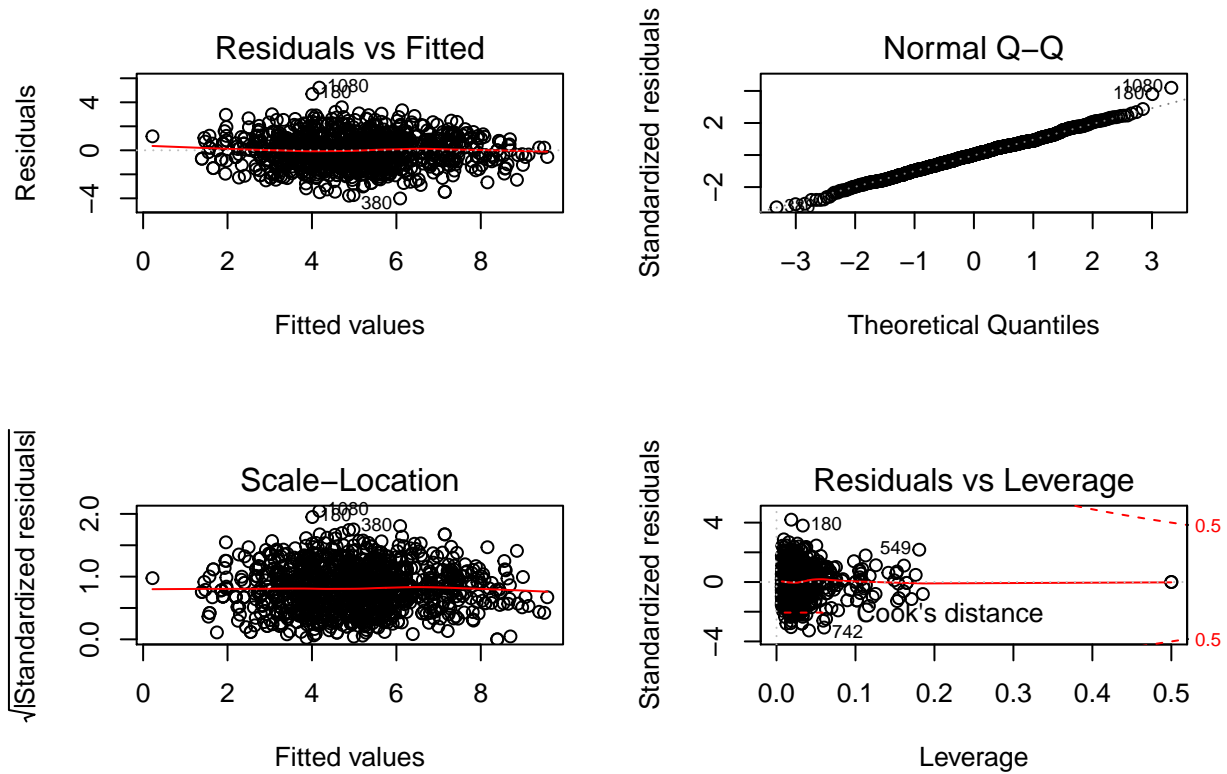 Residuals vs Fitted
Residuals
4
0
−4
1080
180
380
0 2 4 6 8
Fitted values
Normal Q−Q
Standardized residuals
2
−2
1080
180
−3 −2 −1 0 1 2 3
Theoretical Quantiles
Scale−Location
√|Standardized residuals|
2.0
1.0
0.0
1080
180
380
0 2 4 6 8
Fitted values
Residuals vs Leverage
Standardized residuals
4
0
−4
180
549
742
Cook's distance
0.5
0.5
0.0 0.1 0.2 0.3 0.4 0.5
Leverage